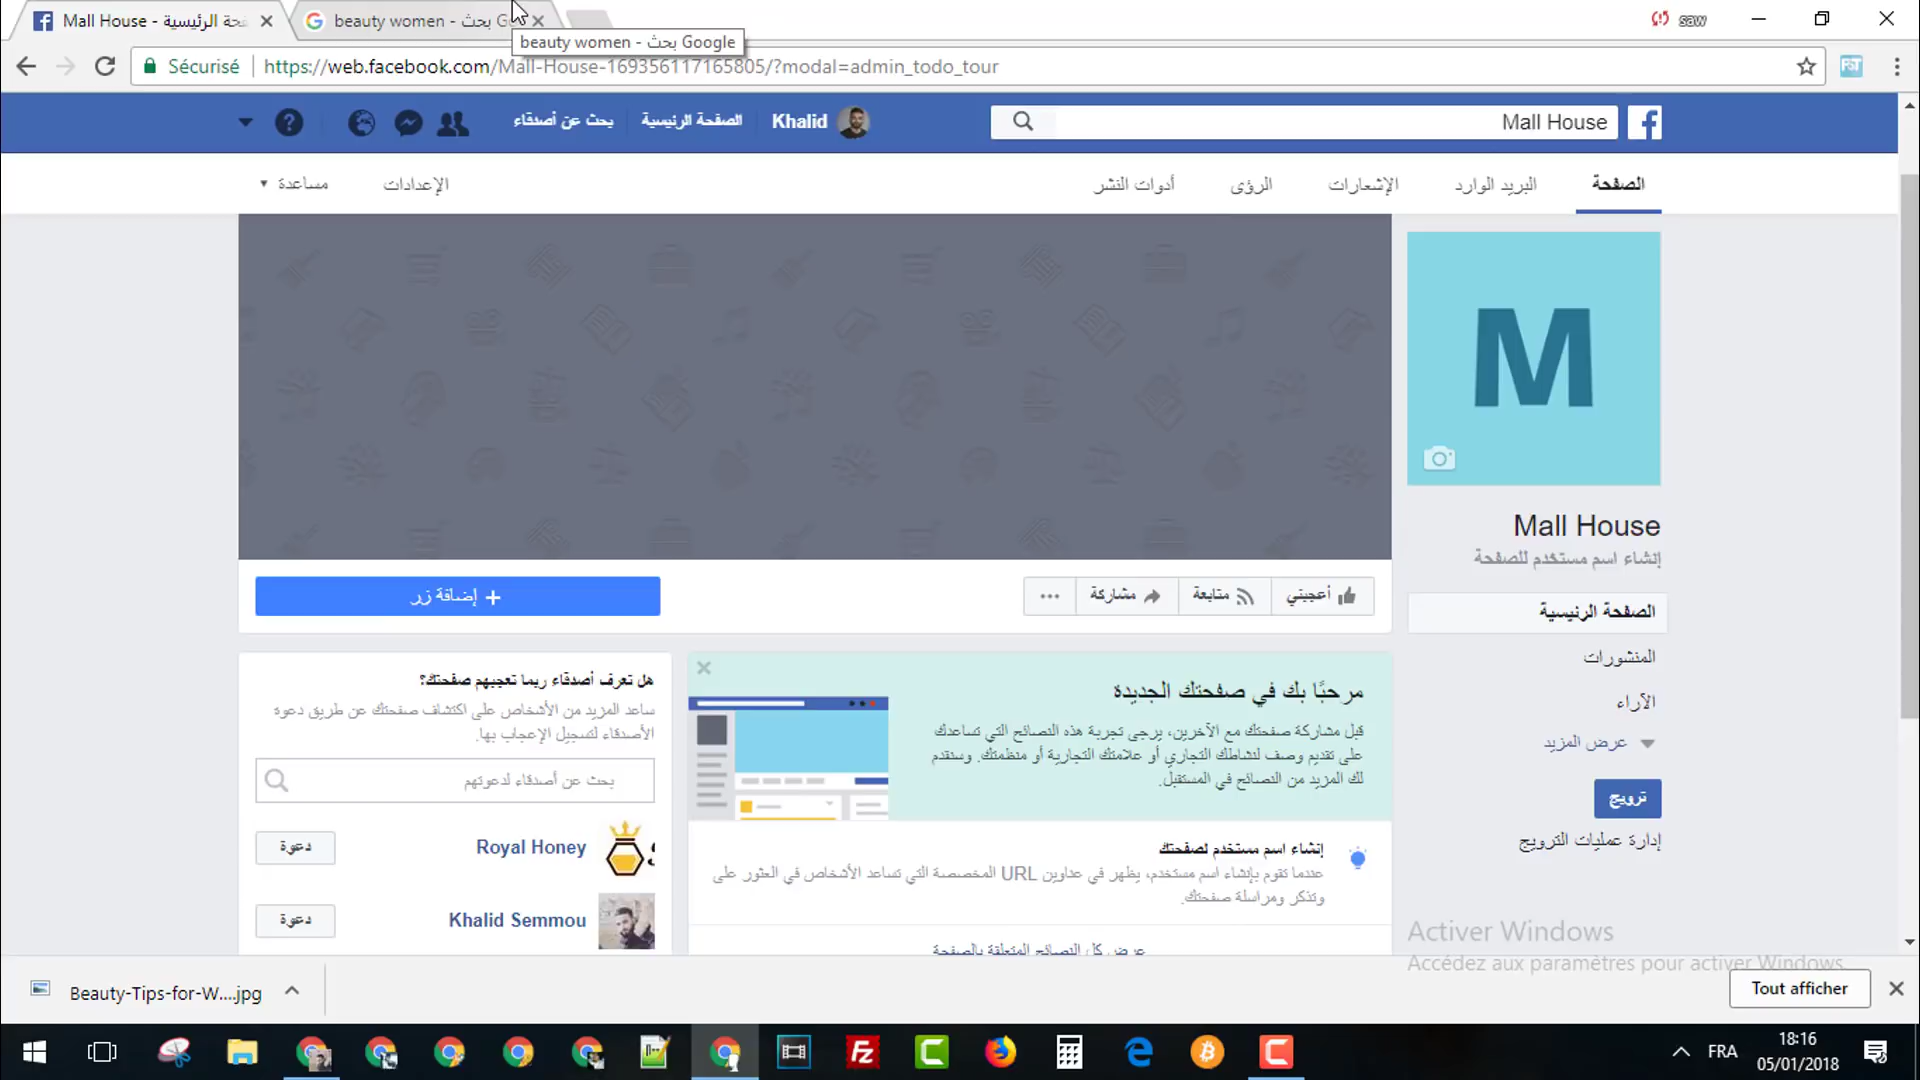 Mall House - الصفحة الرئيسية
beauty women - بحث Go
saw
beauty women - بحث Google
Sécurisé
https://web.facebook.com/Mall-House-169356117165805/?modal=admin_todo_tour
Mall House
Khalid
الصفحة الرئيسية
بحث عن أصدقاء
الصفحة
البريد الوارد
الإشعارات
الرؤى
أدوات النشر
الإعدادات
مساعدة
M
Mall House
إنشاء اسم مستخدم للصفحة
الصفحة الرئيسية
المنشورات
الآراء
عرض المزيد
ترويج
إدارة عمليات الترويج
أعجبني
متابعة
مشاركة
+ إضافة زر
مرحبًا بك في صفحتك الجديدة
قبل مشاركة صفحتك مع الآخرين، يرجى تجربة هذه النصائح التي تساعدك
على تقديم وصف لنشاطك التجاري أو علامتك التجارية أو منظمتك. وسنقدم
لك المزيد من النصائح في المستقبل.
إنشاء اسم مستخدم لصفحتك
عندما تقوم بإنشاء اسم مستخدم، يظهر في عناوين URL المخصصة التي تساعد الأشخاص في العثور على
وتذكر ومراسلة صفحتك.
عرض كل النصائح المتعلقة بالصفحة
هل تعرف أصدقاء ربما تعجبهم صفحتك؟
ساعد المزيد من الأشخاص على اكتشاف صفحتك عن طريق دعوة
الأصدقاء لتسجيل الإعجاب بها.
بحث عن أصدقاء لدعوتهم
Royal Honey
دعوة
Khalid Semmou
دعوة
Activer Windows
Accédez aux paramètres pour activer Windows.
Beauty-Tips-for-W....jpg
Tout afficher
FRA
18:16
05/01/2018